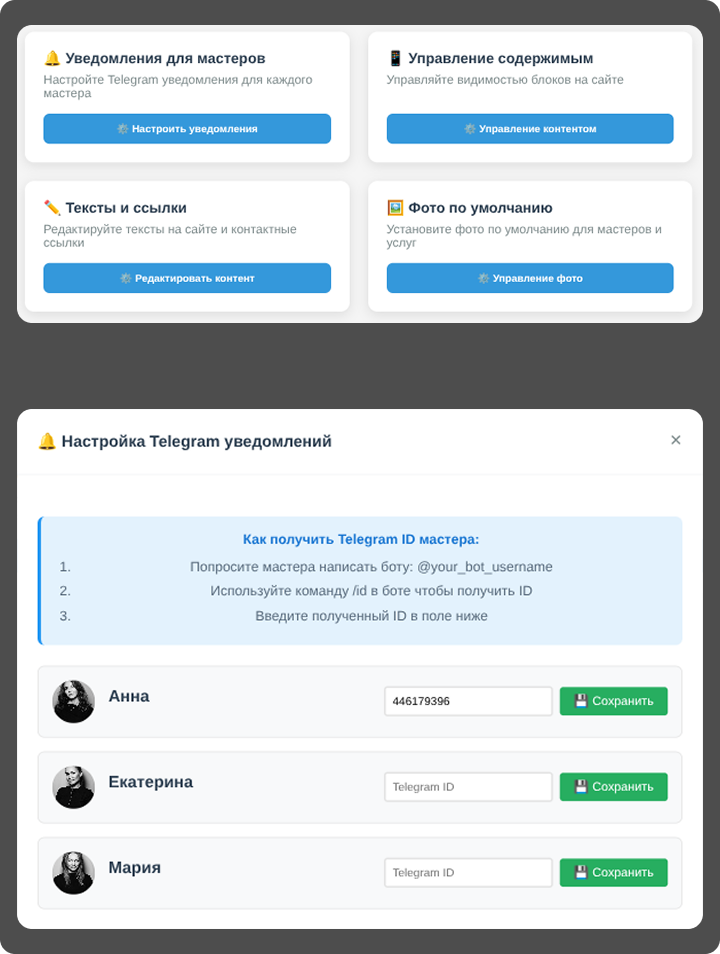 🔔 Уведомления для мастеров
Настройте Telegram уведомления для каждого
мастера
⚙️ Настроить уведомления
📱 Управление содержимым
Управляйте видимостью блоков на сайте
⚙️ Управление контентом
✏️ Тексты и ссылки
Редактируйте тексты на сайте и контактные
ссылки
⚙️ Редактировать контент
🖼️ Фото по умолчанию
Установите фото по умолчанию для мастеров и
услуг
⚙️ Управление фото
🔔 Настройка Telegram уведомлений ×
Как получить Telegram ID мастера:
1. Попросите мастера написать боту: @your_bot_username
2. Используйте команду /id в боте чтобы получить ID
3. Введите полученный ID в поле ниже
Анна 446179396 💾 Сохранить
Екатерина Telegram ID 💾 Сохранить
Мария Telegram ID 💾 Сохранить